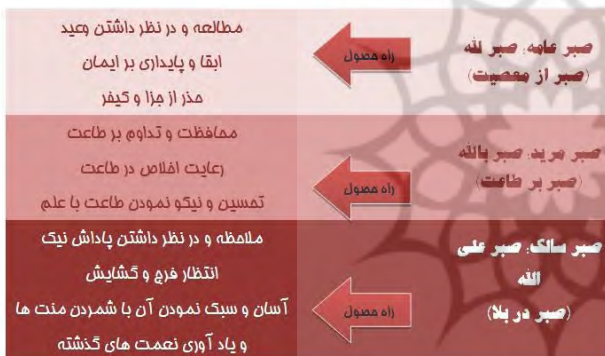 صبر عامه: صبر لله
(صبر از معصیت)
راه حصول
مطالعه و در نظر داشتن وعید
ابقا و پایداری بر ایمان
حذر از جزا و کیفر
صبر مرید: صبر بالله
(صبر بر طاعت)
راه حصول
محافظت و تداوم بر طاعت
رعایت اخلاص در طاعت
تحسین و نیکو نمودن طاعت با علم
صبر سالک: صبر علی
الله
(صبر در بلا)
راه حصول
ملاحظه و در نظر داشتن پاداش نیک
انتظار فرج و گشایش
آسان و سبک نمودن آن با شمردن منت ها
و یاد آوری نعمت های گذشته